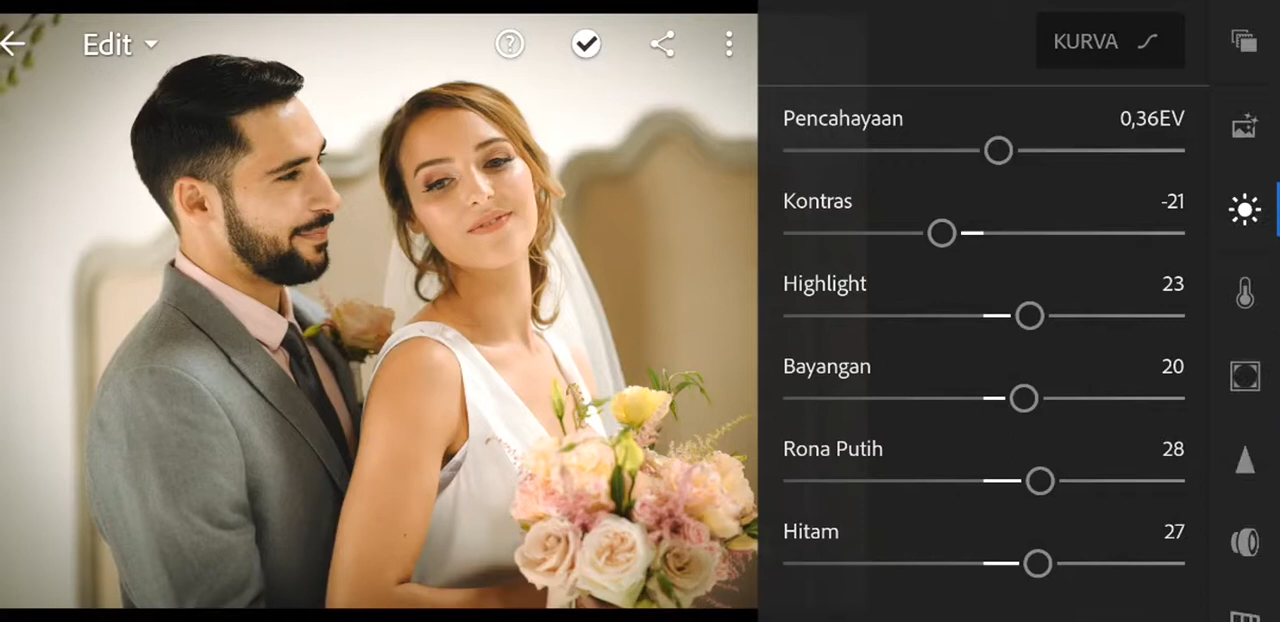 Edit
KURVA
Pencahayaan 0,36EV
Kontras -21
Highlight 23
Bayangan 20
Rona Putih 28
Hitam 27